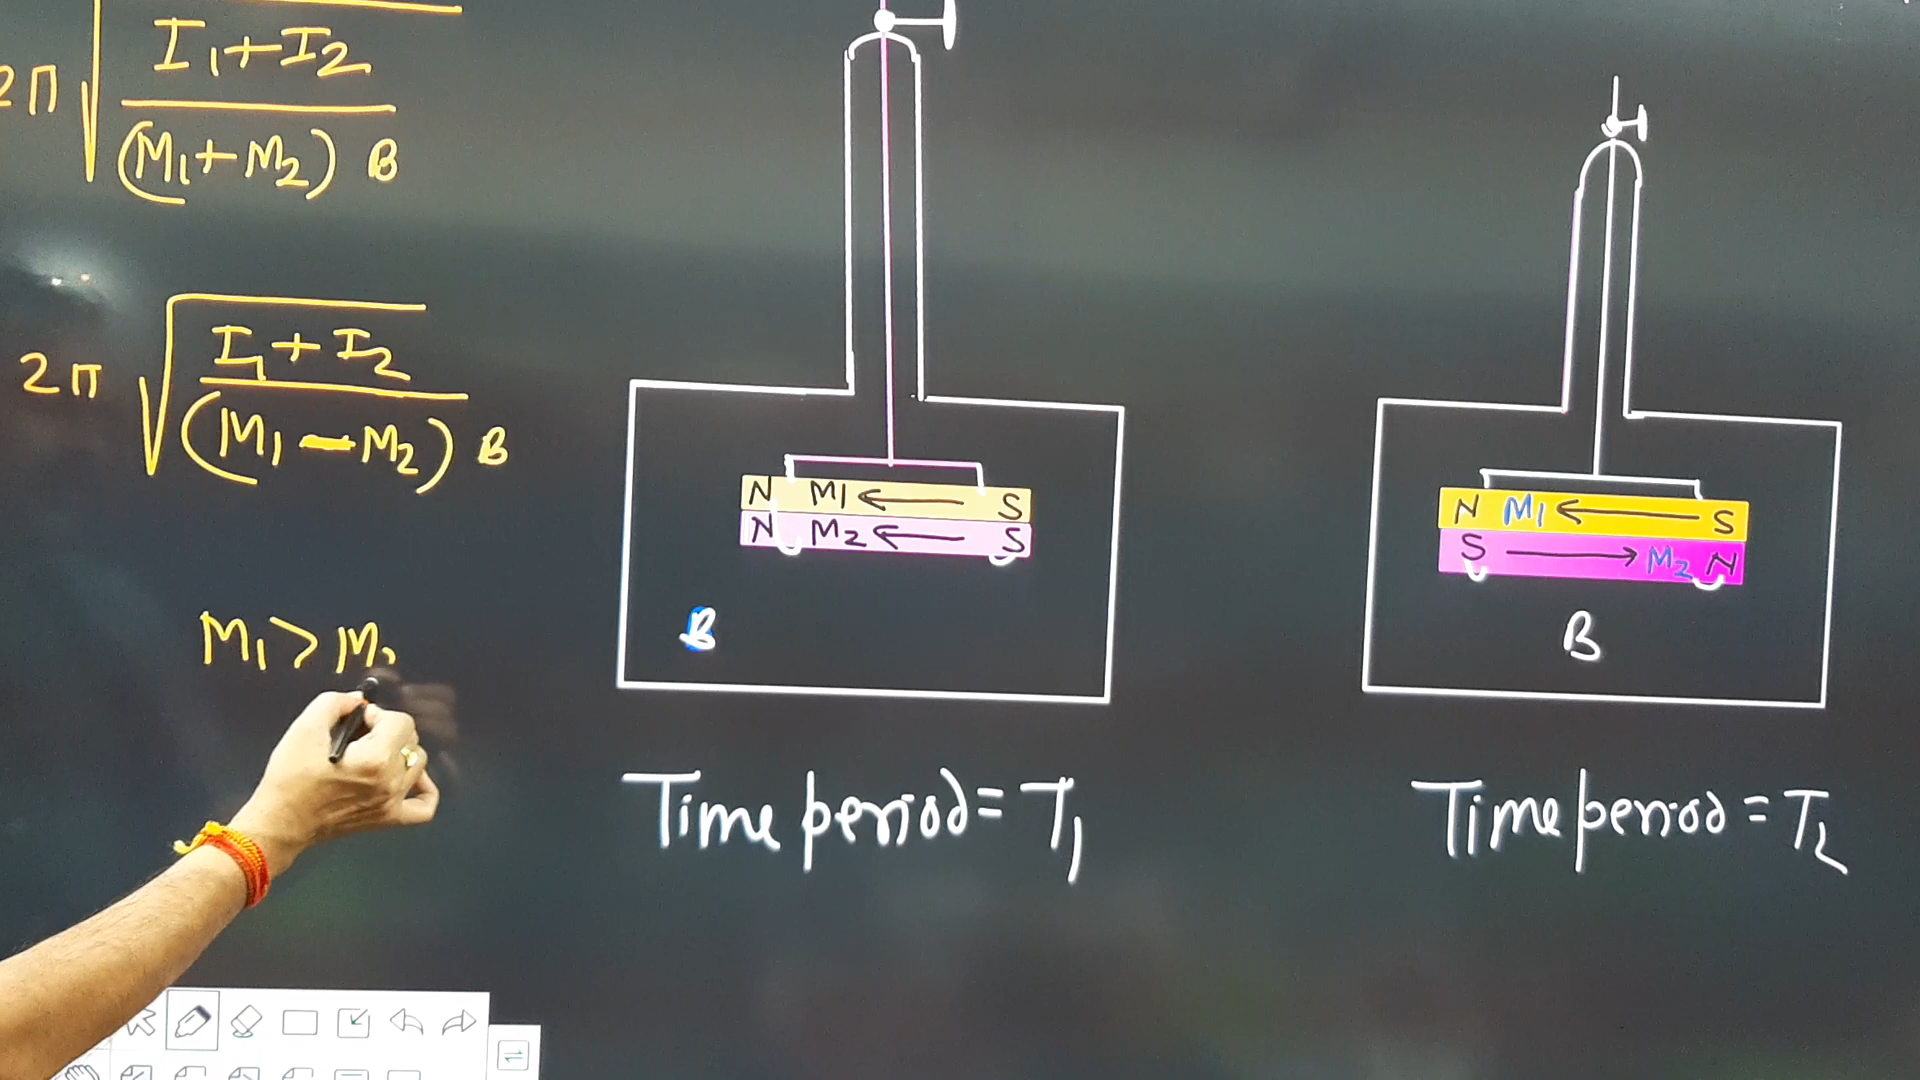 2π √ I1+I2
(M1+M2) B
2π √ I1+I2
(M1-M2) B
M1>M2
N M1 ← S
N M2 ← S
B
Time period = T1
N M1 ← S
S → M2 N
B
Time period = T2